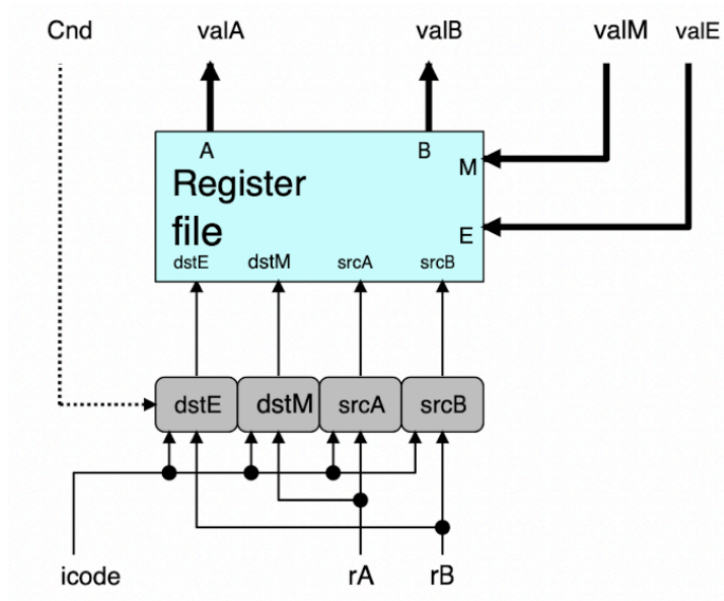 Cnd valA valB valM valE
A B
M
Register
file
E
dstE dstM srcA srcB
dstE dstM srcA srcB
icode rA rB